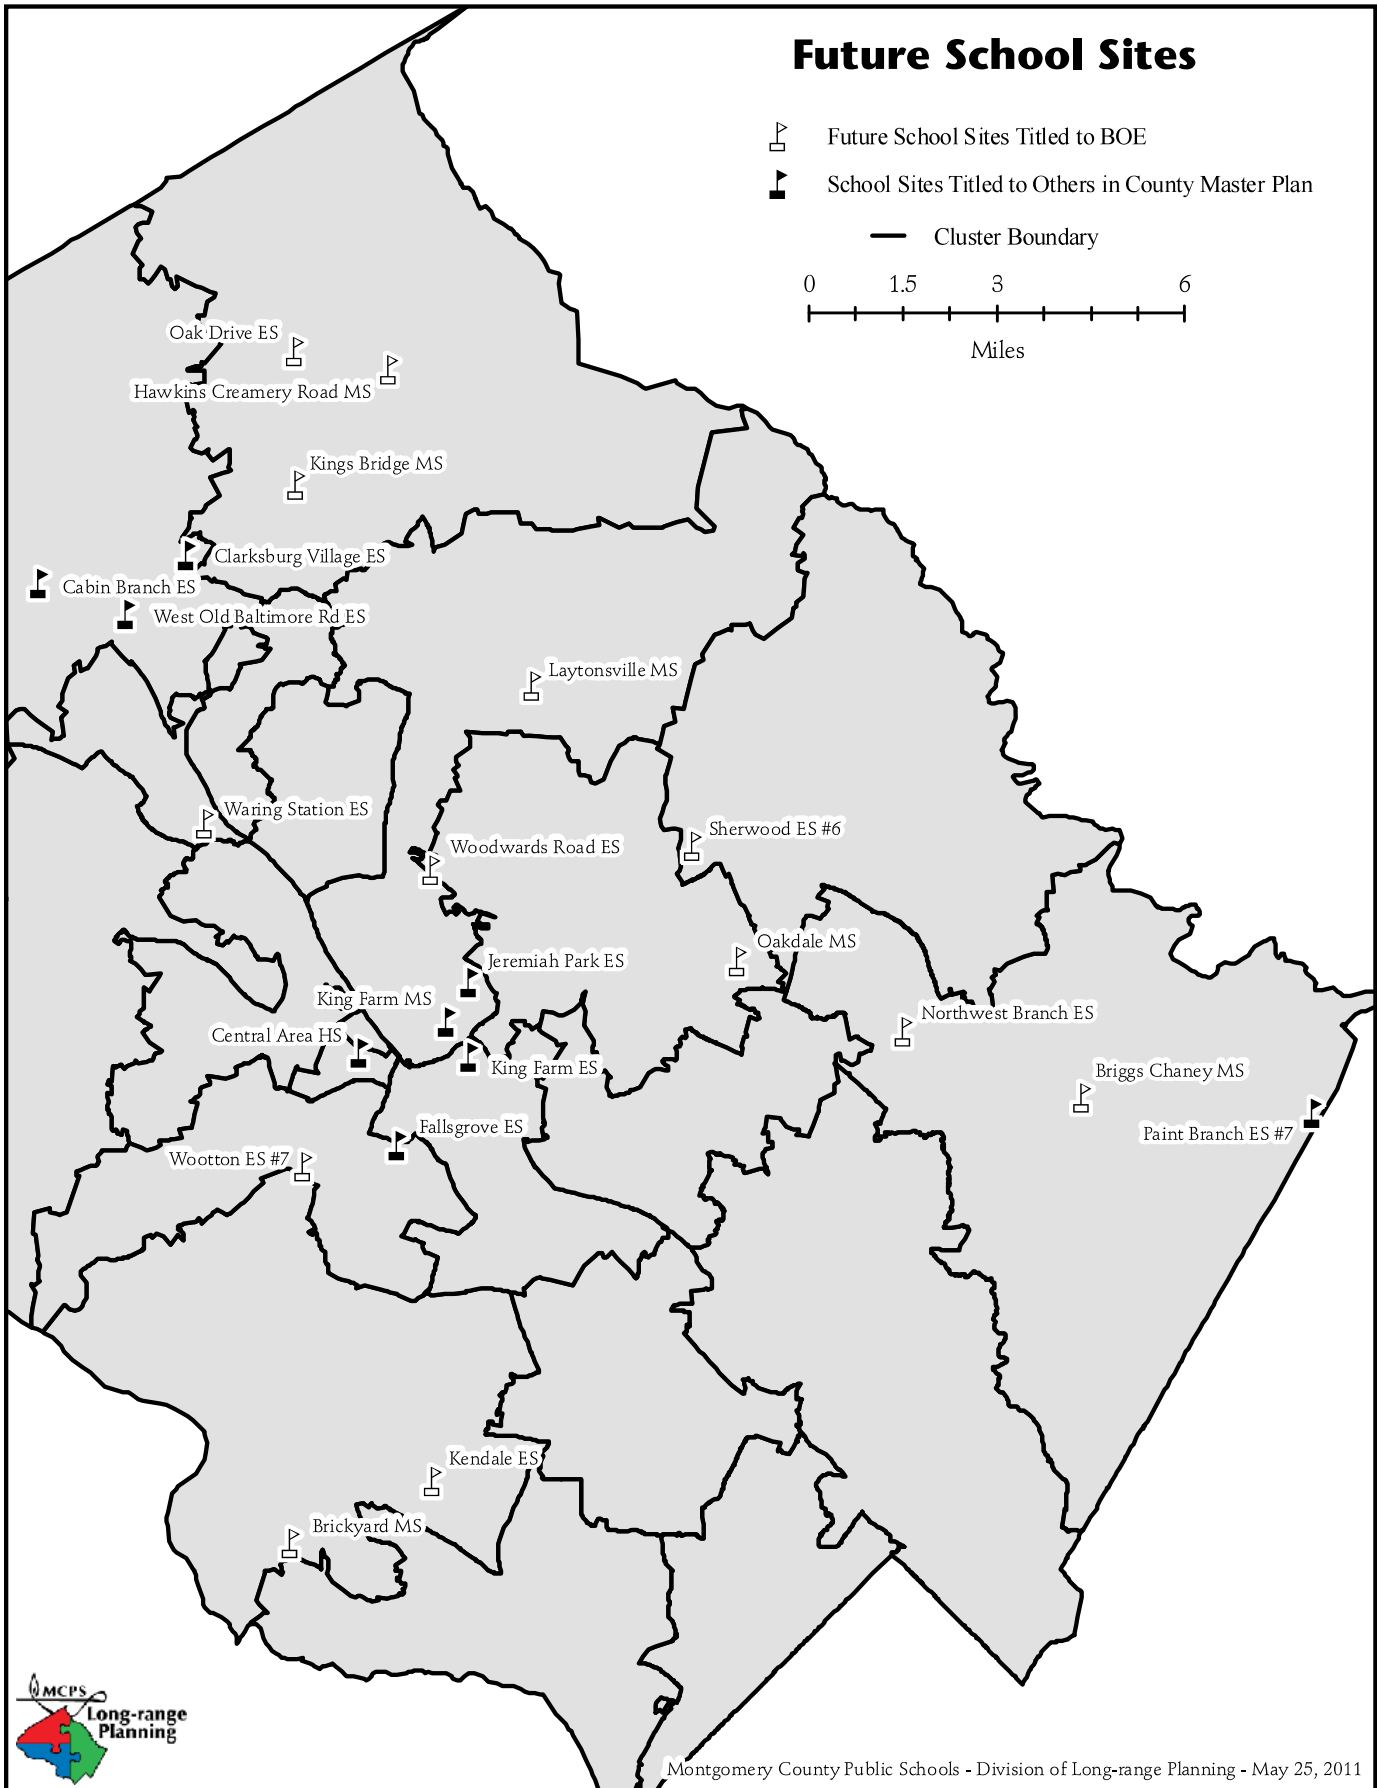 Future School Sites
Future School Sites Titled to BOE
School Sites Titled to Others in County Master Plan
Cluster Boundary
0 1.5 3 6
Miles
Oak Drive ES
Hawkins Creamery Road MS
Kings Bridge MS
Clarksburg Village ES
Cabin Branch ES
West Old Baltimore Rd ES
Laytonsville MS
Waring Station ES
Sherwood ES #6
Woodwards Road ES
Oakdale MS
Jeremiah Park ES
King Farm MS
Northwest Branch ES
Central Area HS
King Farm ES
Briggs Chaney MS
Fallsgrove ES
Paint Branch ES #7
Wootton ES #7
Kendale ES
Brickyard MS
MCPS
Long-range
Planning
Montgomery County Public Schools - Division of Long-range Planning - May 25, 2011